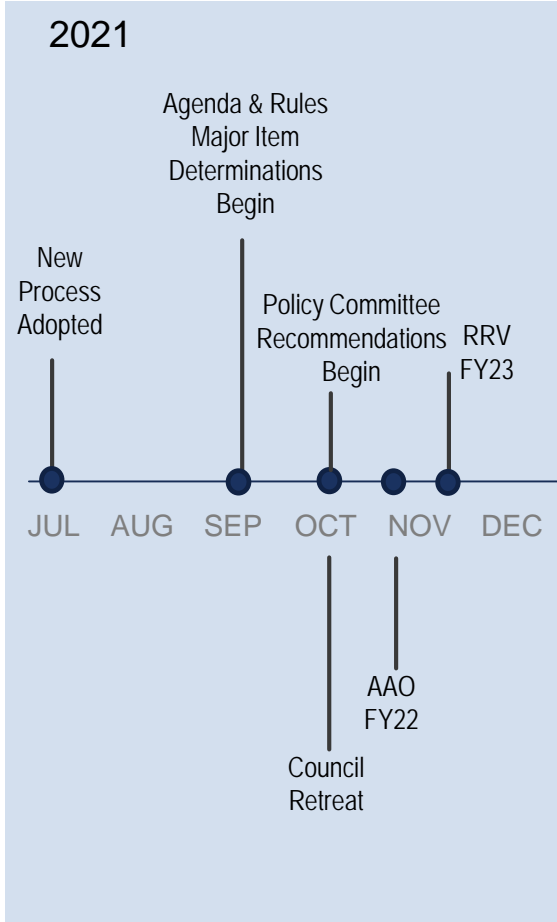 2021
Agenda & Rules
Major Item
Determinations
Begin
New
Process
Adopted
Policy Committee
Recommendations
Begin
RRV
FY23
JUL AUG SEP OCT NOV DEC
AAO
FY22
Council
Retreat